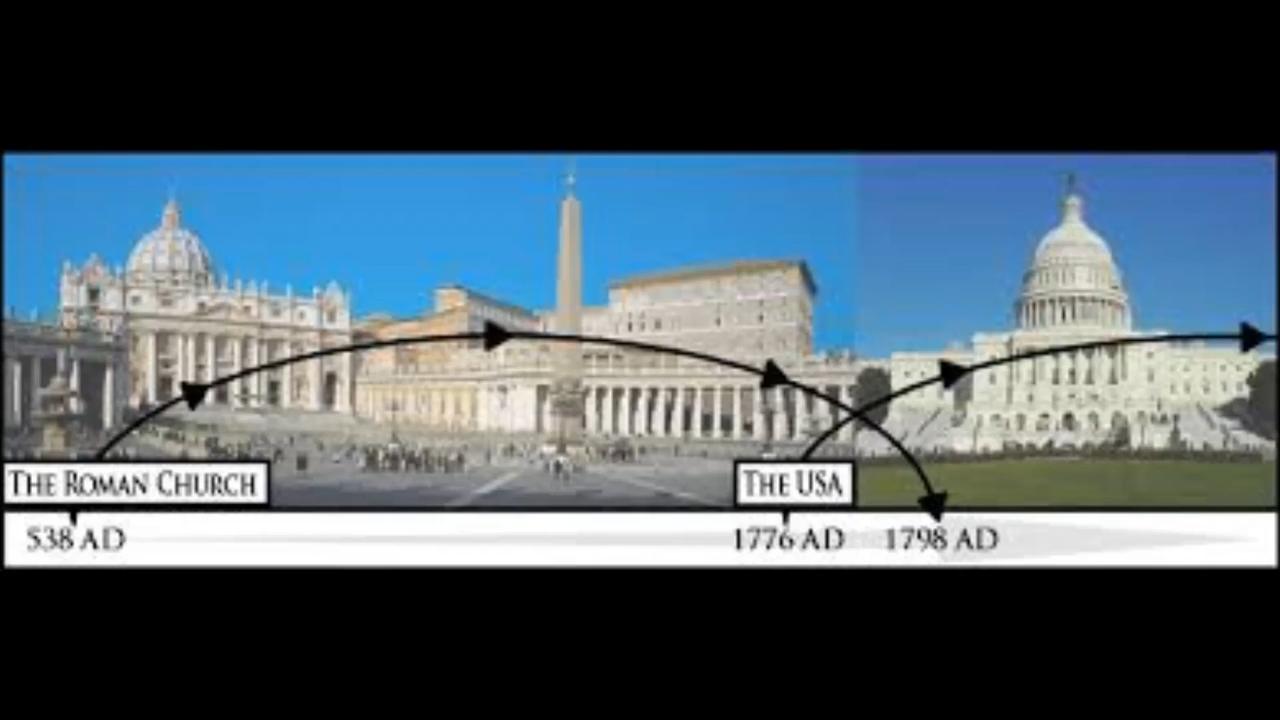 THE ROMAN CHURCH
THE USA
538 AD
1776 AD
1798 AD